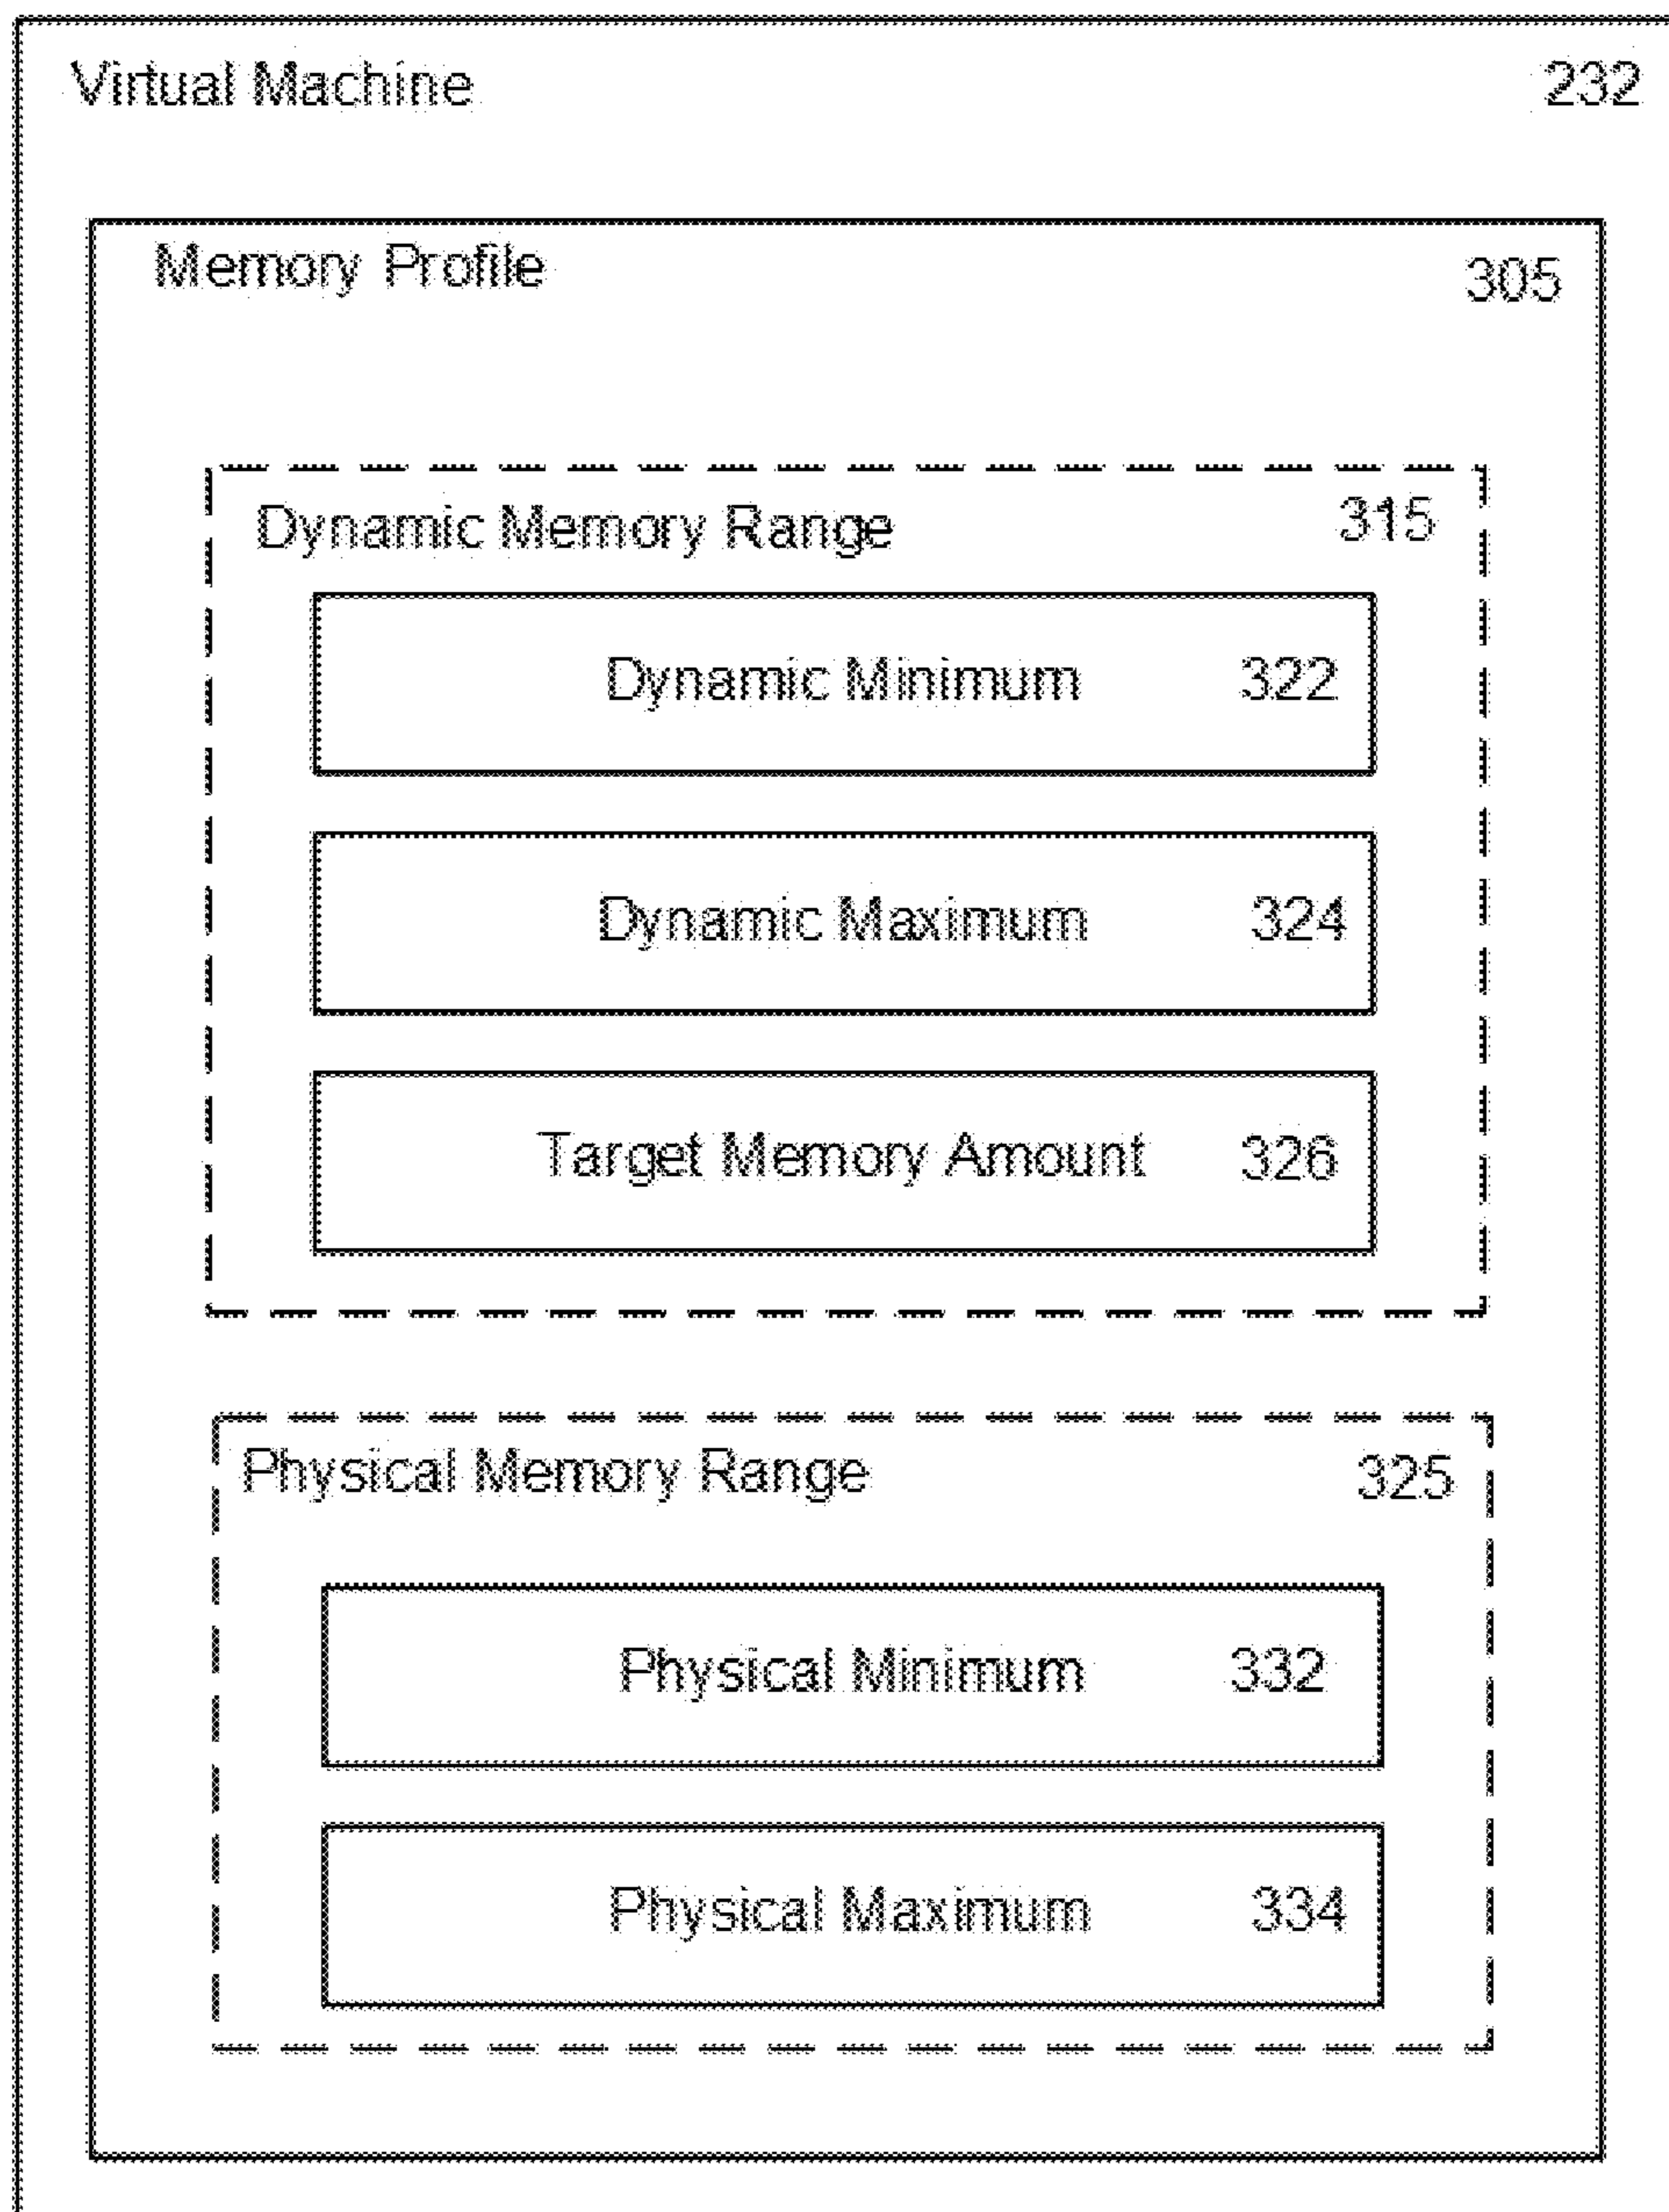 Virtual Machine 232
Memory Profile 305
Dynamic Memory Range 315
Dynamic Minimum 322
Dynamic Maximum 324
Target Memory Amount 326
Physical Memory Range 325
Physical Minimum 332
Physical Maximum 334